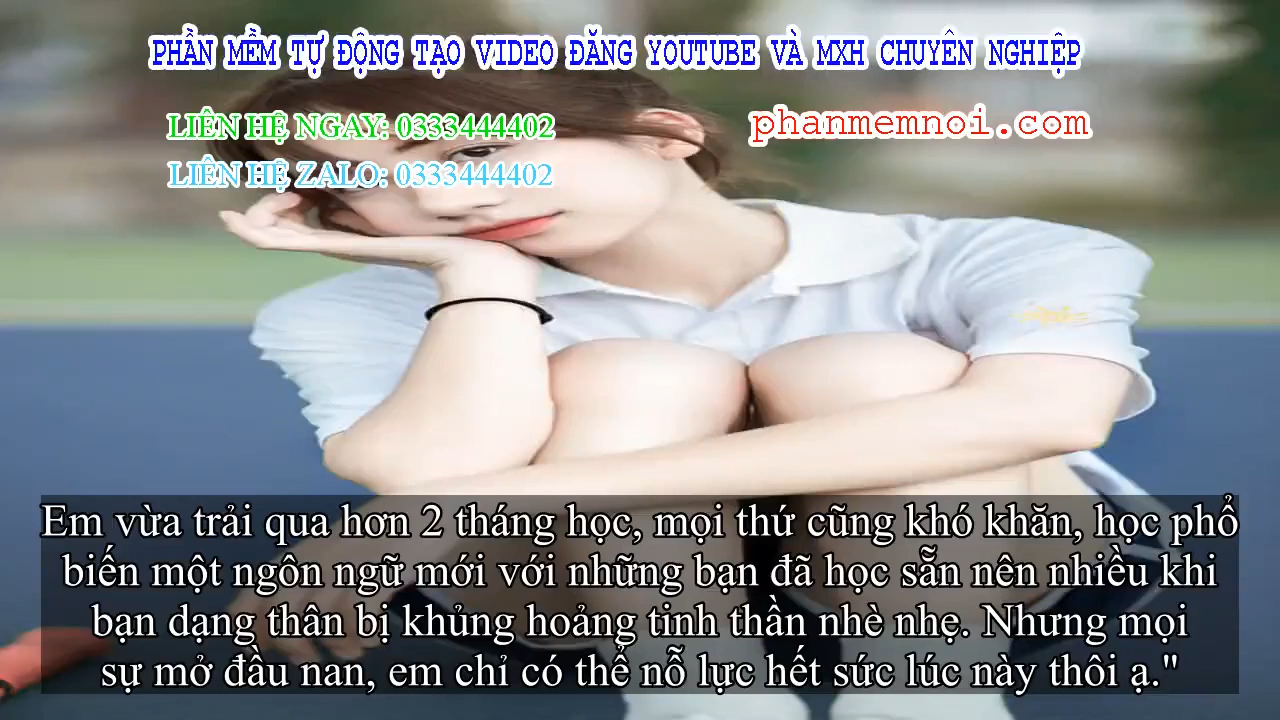 PHẦN MỀM TỰ ĐỘNG TẠO VIDEO ĐĂNG YOUTUBE VÀ MXH CHUYÊN NGHIỆP
LIÊN HỆ NGAY: 0333444402
phanmemnoi.com
LIÊN HỆ ZALO: 0333444402
Em vừa trải qua hơn 2 tháng học, mọi thứ cũng khó khăn, học phổ
biến một ngôn ngữ mới với những bạn đã học sẵn nên nhiều khi
bạn dạng thân bị khủng hoảng tinh thần nhè nhẹ. Nhưng mọi
sự mở đầu nan, em chỉ có thể nỗ lực hết sức lúc này thôi ạ."